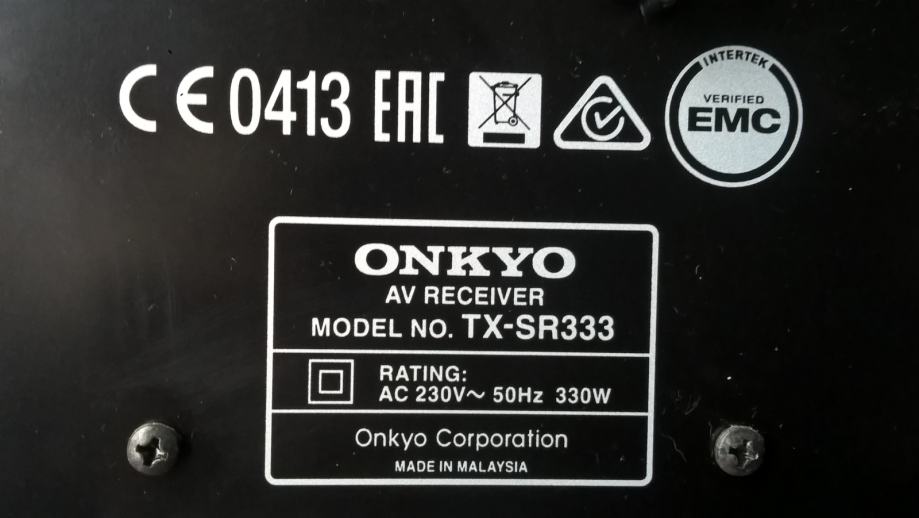 CE 0413 EAC
INTERTEK
VERIFIED
EMC
ONKYO
AV RECEIVER
MODEL NO. TX-SR333
RATING:
AC 230V~ 50Hz 330W
Onkyo Corporation
MADE IN MALAYSIA